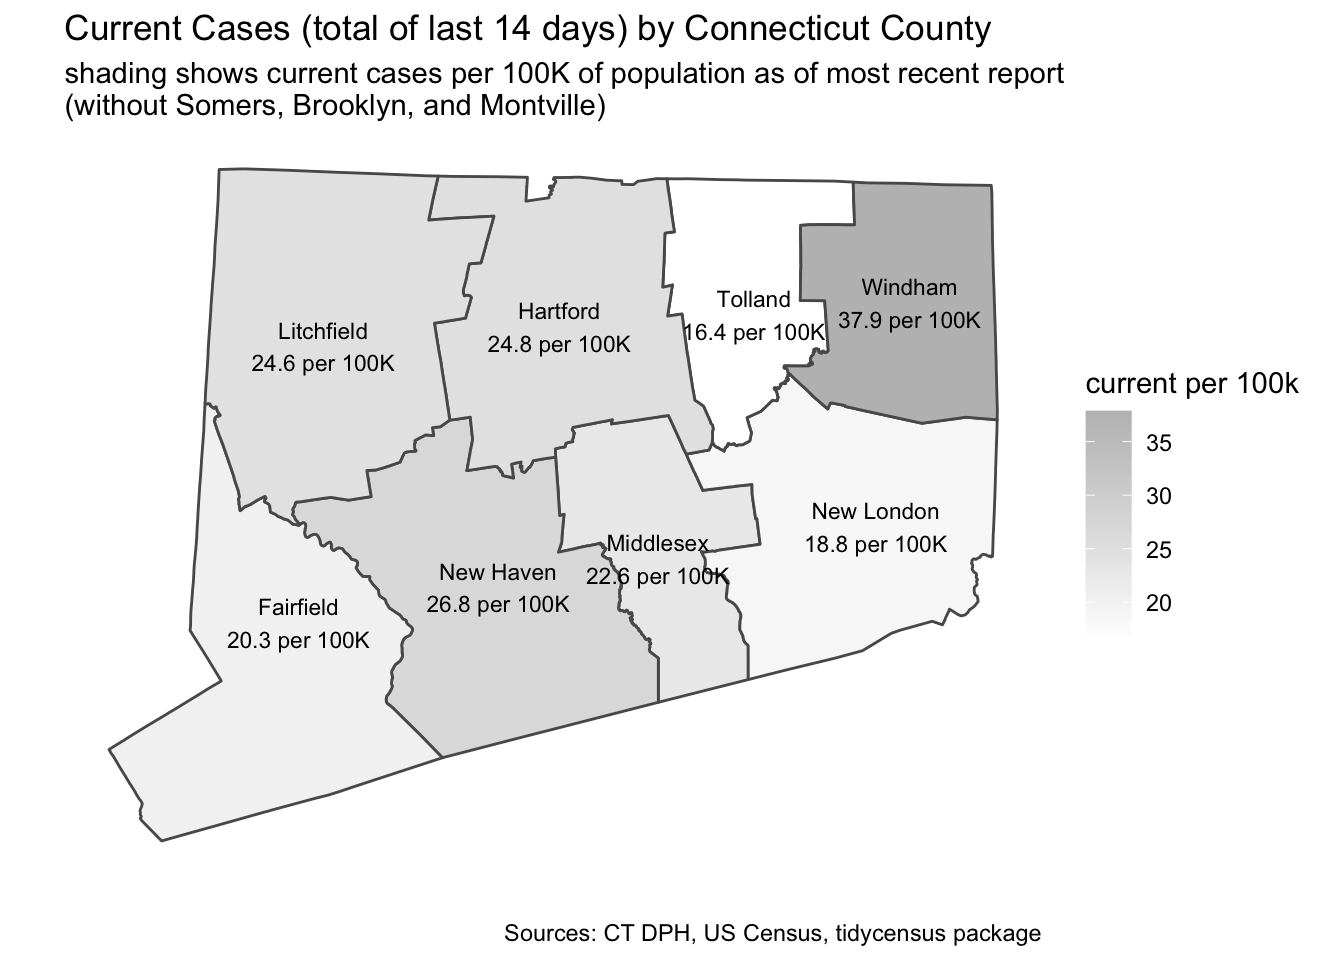 Current Cases (total of last 14 days) by Connecticut County
shading shows current cases per 100K of population as of most recent report
(without Somers, Brooklyn, and Montville)
Litchfield
24.6 per 100K
Hartford
24.8 per 100K
Tolland
16.4 per 100K
Windham
37.9 per 100K
Fairfield
20.3 per 100K
New Haven
26.8 per 100K
Middlesex
22.6 per 100K
New London
18.8 per 100K
current per 100k
35
30
25
20
Sources: CT DPH, US Census, tidycensus package